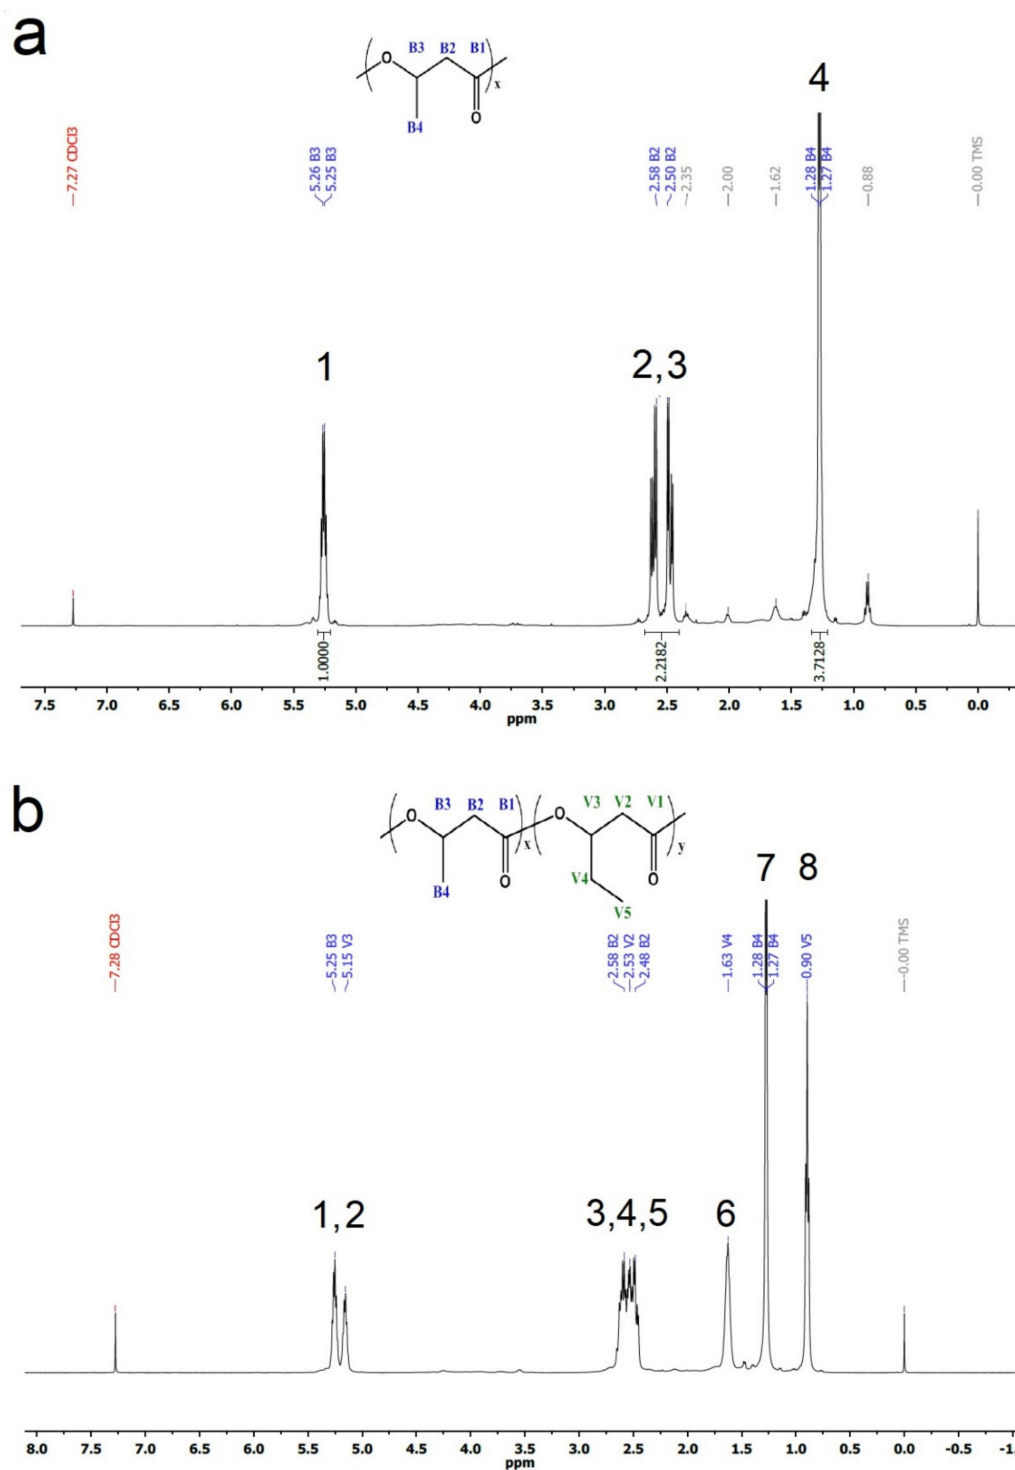 a
O
B3
B2
B1
x
O
B4
4
7.27 CDCl3
5.26 B3
5.25 B3
2.58 B2
2.50 B2
2.35
2.00
1.62
1.28 B4
1.27 B4
0.88
0.00 TMS
1
2,3
1.0000
2.2182
3.7128
7.5 7.0 6.5 6.0 5.5 5.0 4.5 4.0 3.5 3.0 2.5 2.0 1.5 1.0 0.5 0.0
ppm
b
O
B3
B2
B1
x
O
B4
O
V3
V2
V1
y
O
V4
V5
7
8
7.28 CDCl3
5.25 B3
5.15 V3
2.58 B2
2.53 V2
2.48 B2
1.63 V4
1.28 B4
1.27 B4
0.90 V5
0.00 TMS
1,2
3,4,5
6
8.0 7.5 7.0 6.5 6.0 5.5 5.0 4.5 4.0 3.5 3.0 2.5 2.0 1.5 1.0 0.5 0.0 -0.5
ppm